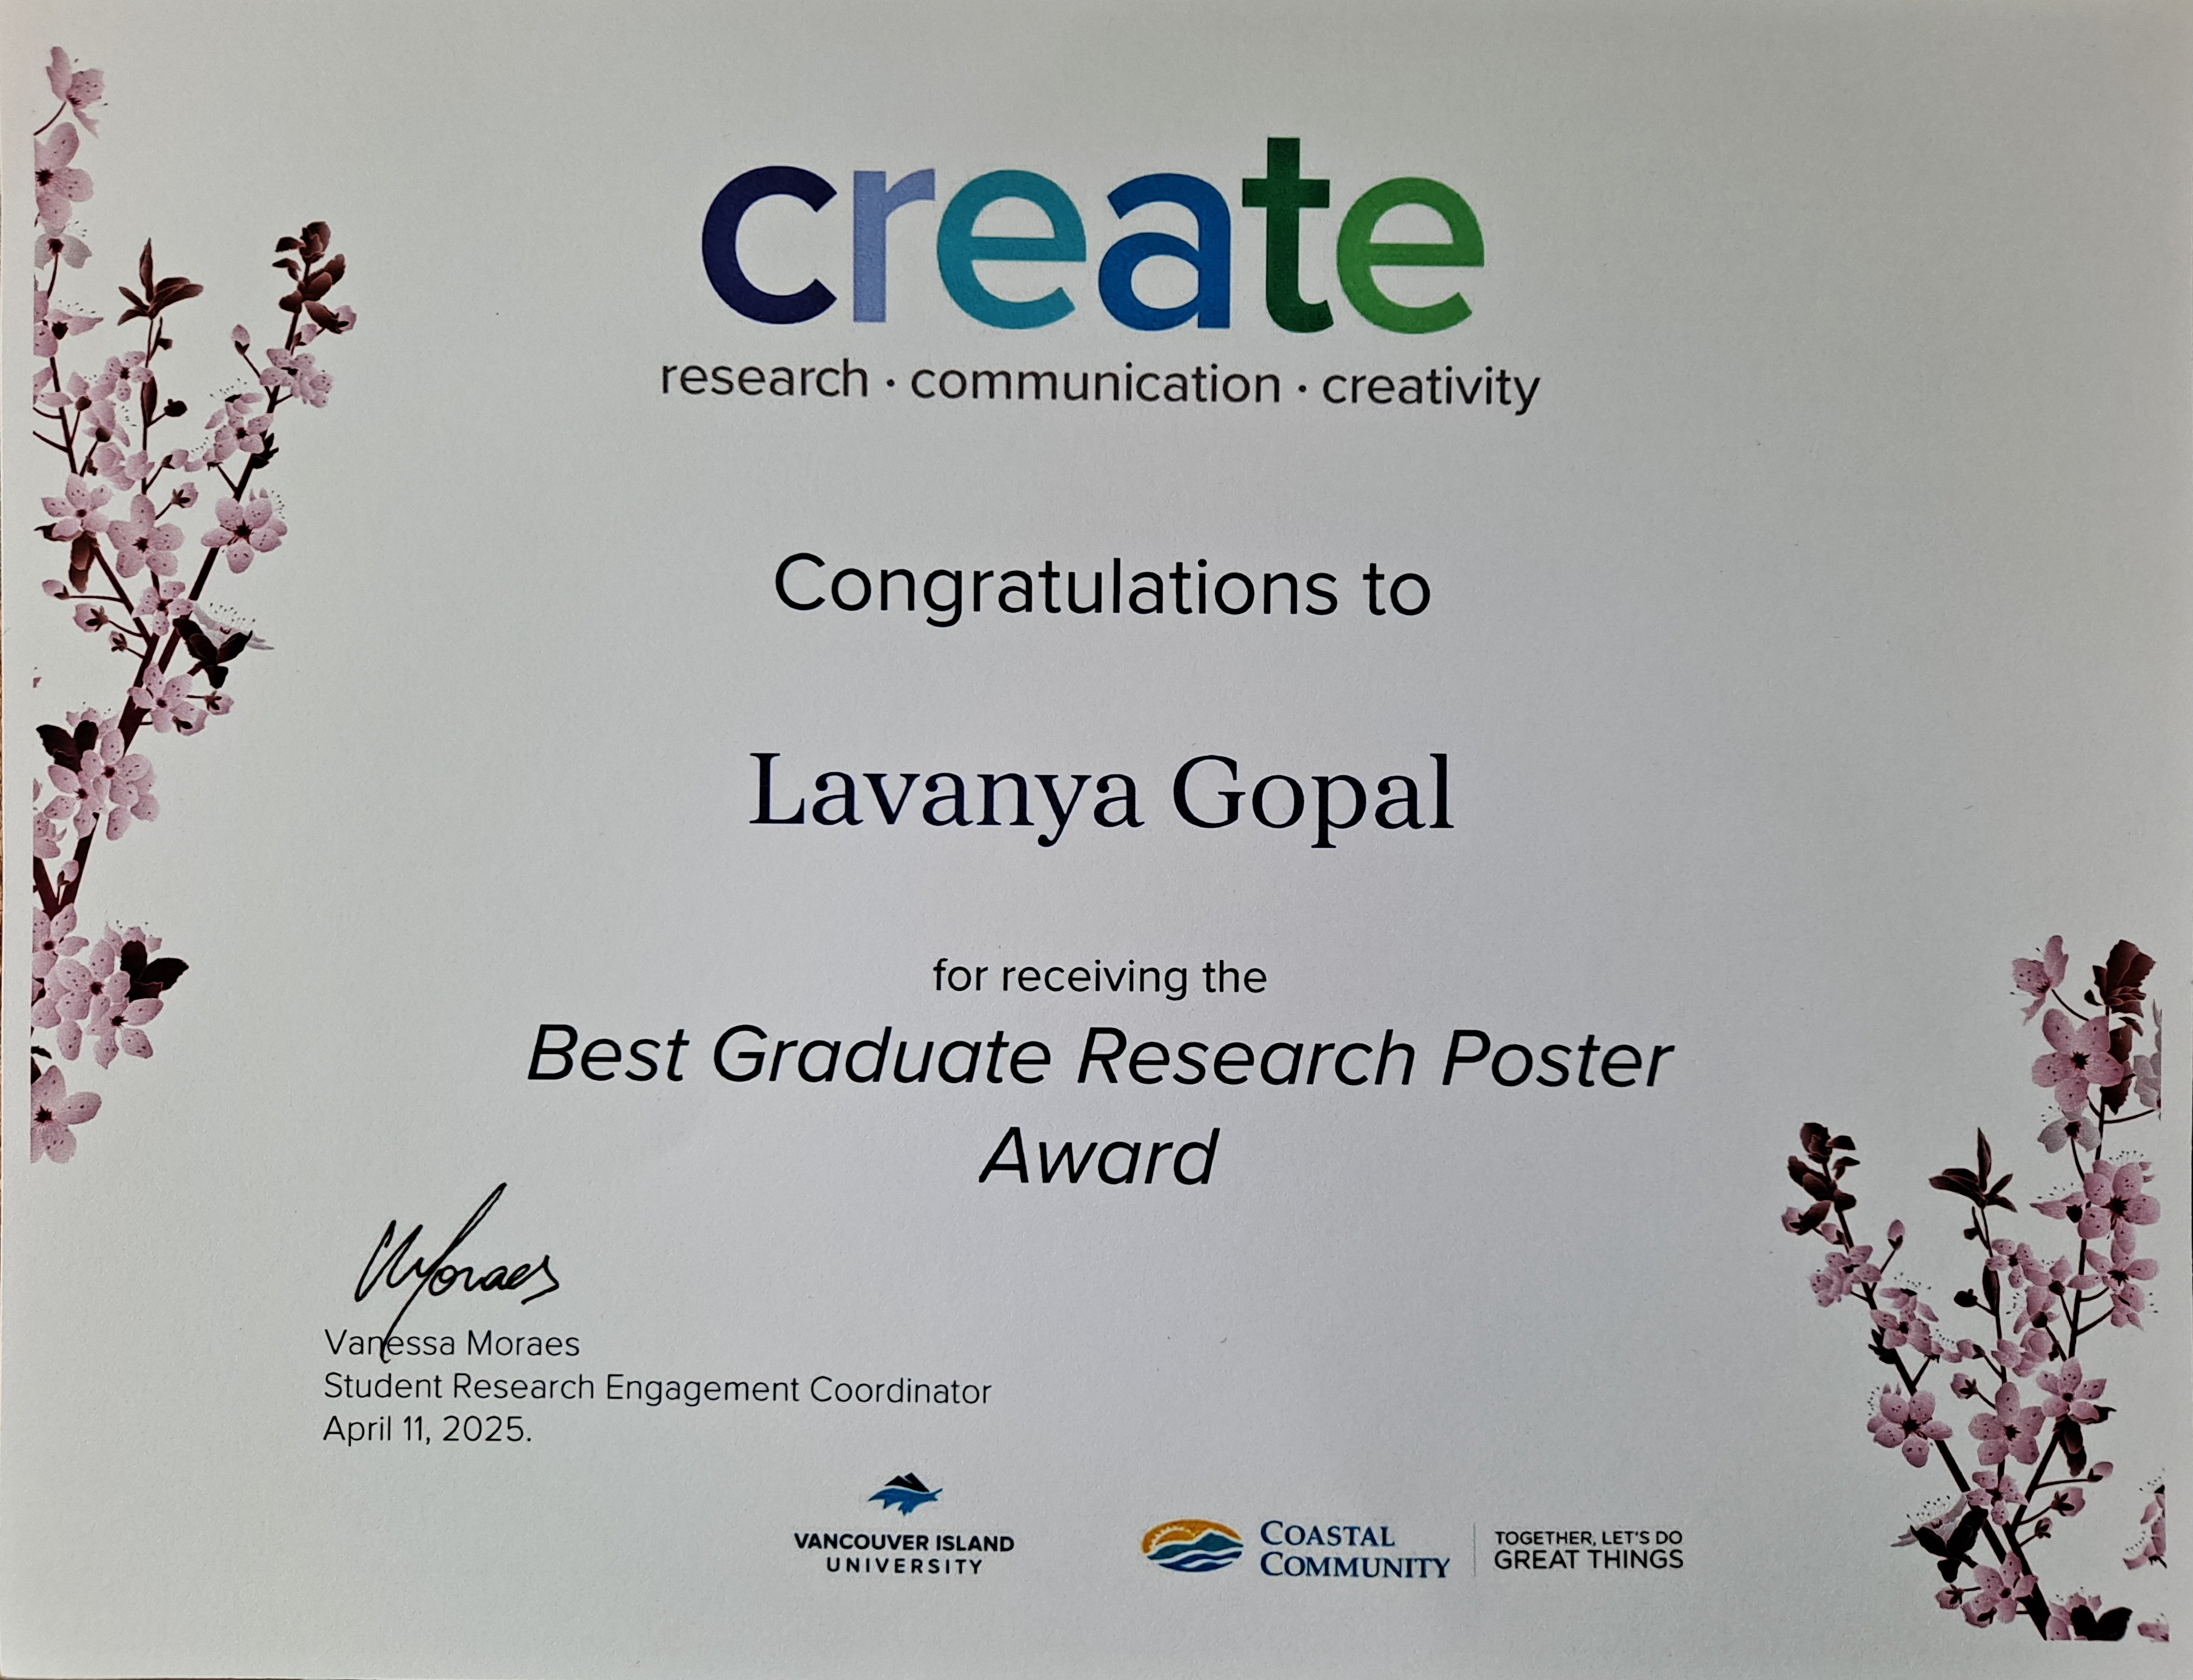 create
research · communication · creativity
Congratulations to
Lavanya Gopal
for receiving the
Best Graduate Research Poster
Award
VMoraes
Vanessa Moraes
Student Research Engagement Coordinator
April 11, 2025.
VANCOUVER ISLAND
UNIVERSITY
COASTAL
COMMUNITY
TOGETHER, LET'S DO
GREAT THINGS